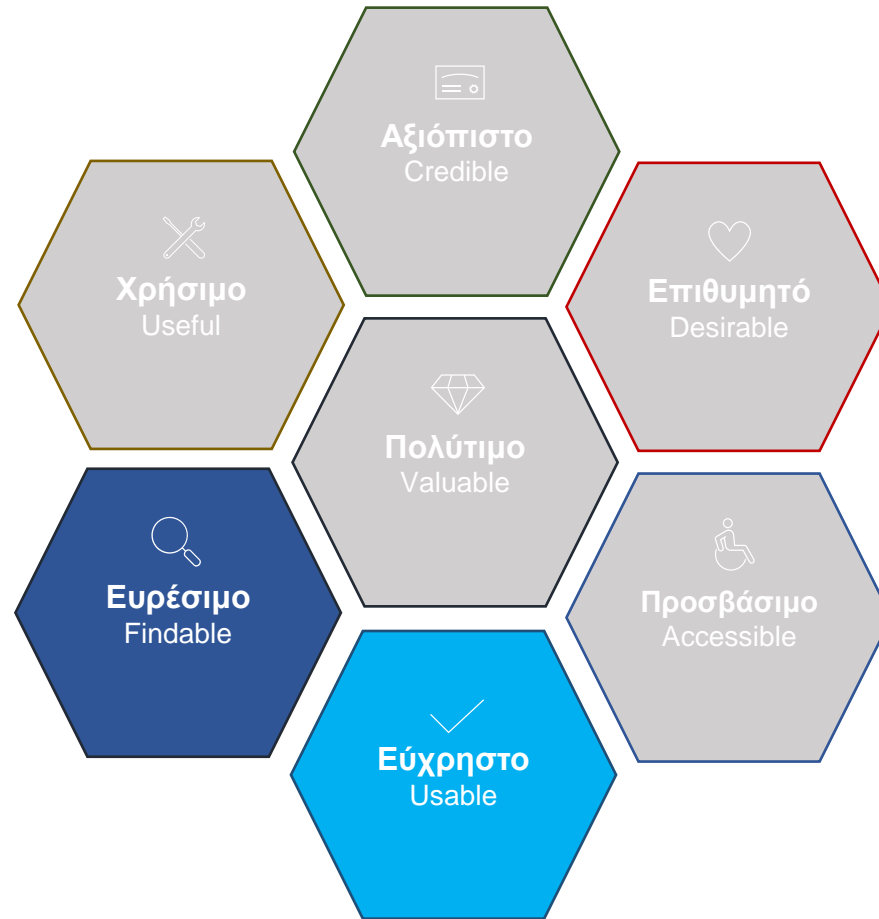 Αξιόπιστο
Credible
Χρήσιμο
Useful
Επιθυμητό
Desirable
Πολύτιμο
Valuable
Ευρέσιμο
Findable
Προσβάσιμο
Accessible
Εύχρηστο
Usable